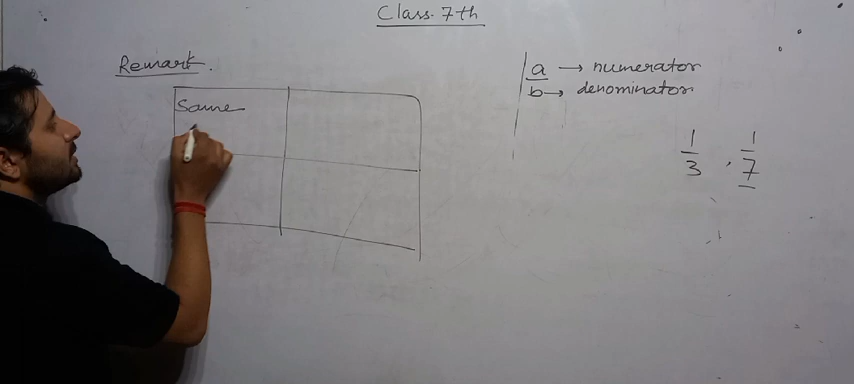 Class 7th
Remark.
Same
a → numerator
b → denominator
1/3, 1/7